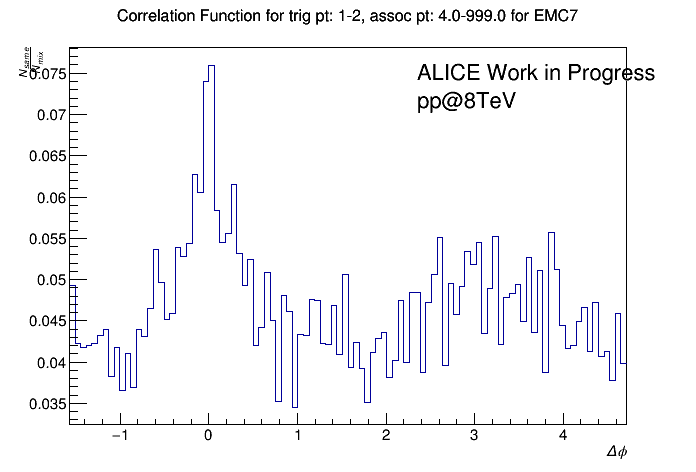 Correlation Function for trig pt: 1-2, assoc pt: 4.0-999.0 for EMC7
N_same
N_mix
ALICE Work in Progress
pp@8TeV
0.075
0.07
0.065
0.06
0.055
0.05
0.045
0.04
0.035
−1 0 1 2 3 4
Δϕ